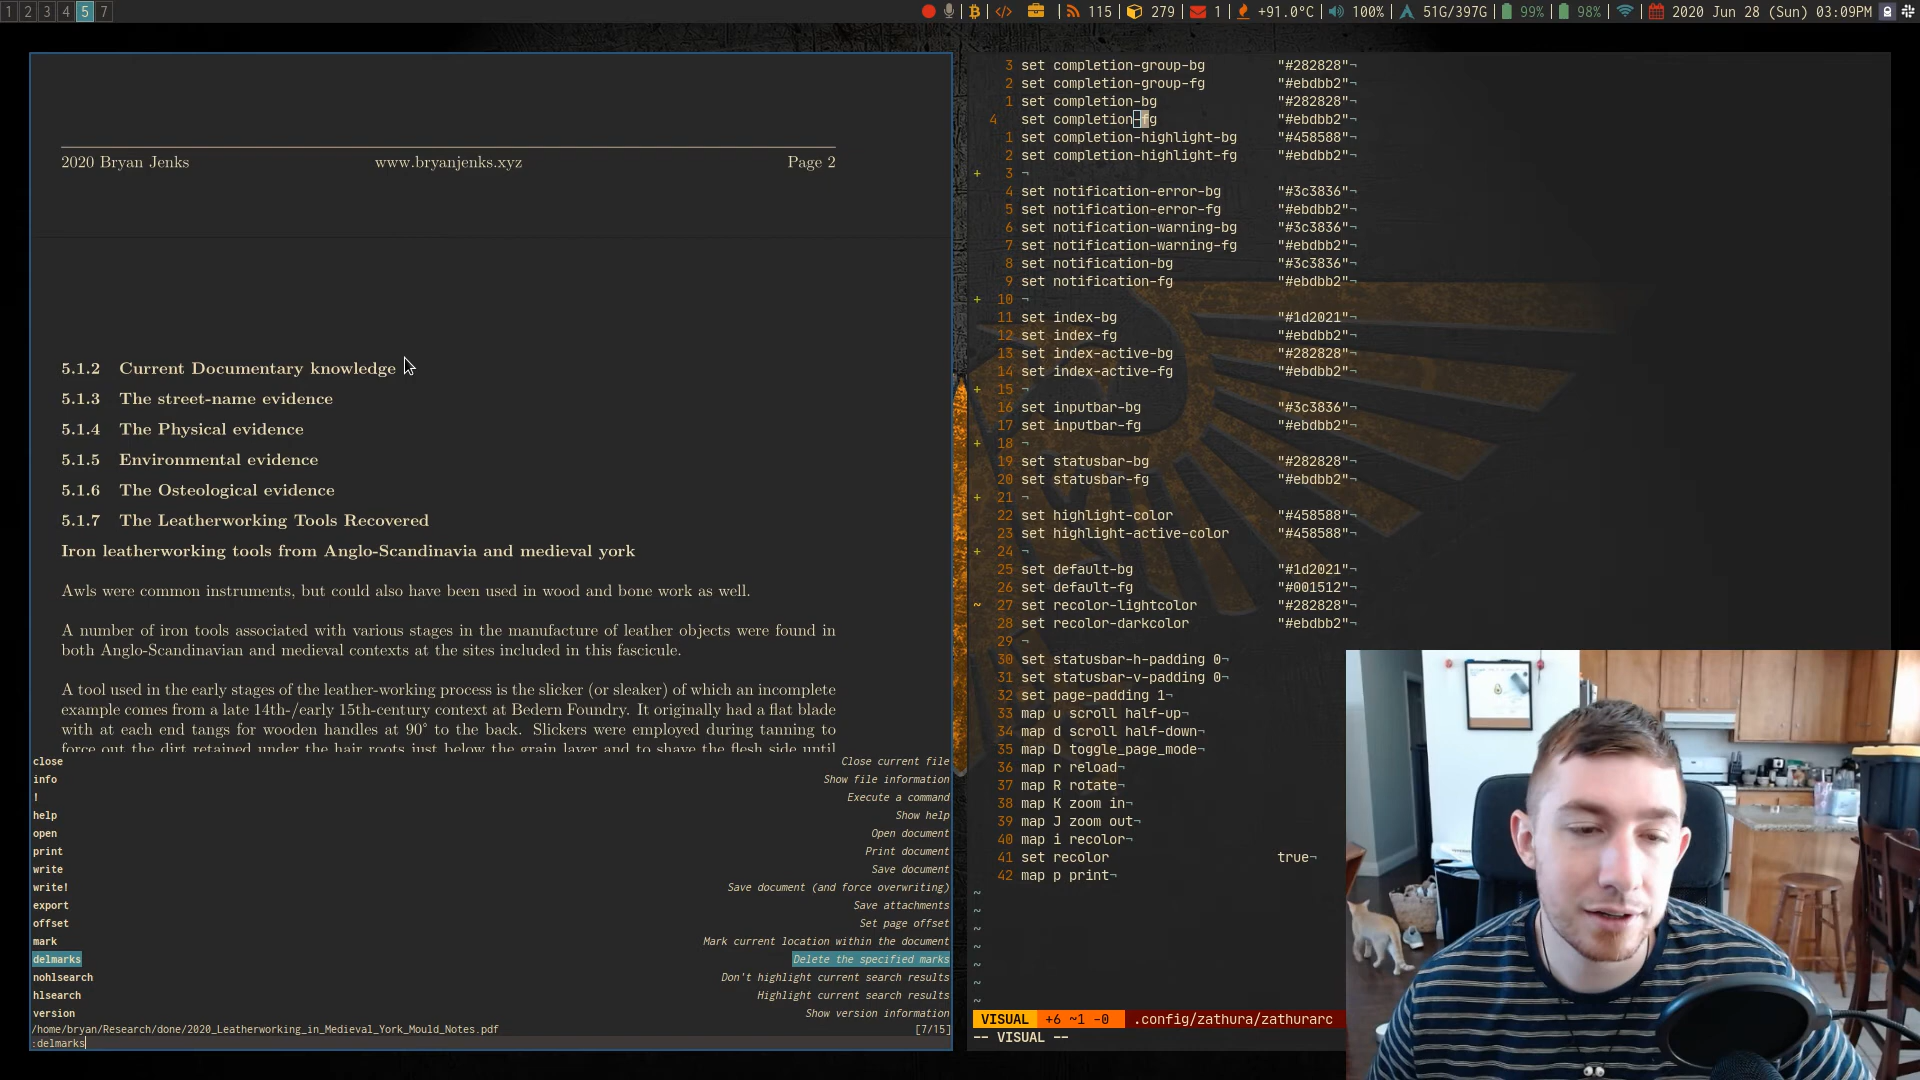 1 2 3 4 5 7
115 279 1 +91.0°C 100% 51G/397G 99% 98% 2020 Jun 28 (Sun) 03:09PM
2020 Bryan Jenks www.bryanjenks.xyz Page 2
5.1.2 Current Documentary knowledge
5.1.3 The street-name evidence
5.1.4 The Physical evidence
5.1.5 Environmental evidence
5.1.6 The Osteological evidence
5.1.7 The Leatherworking Tools Recovered
Iron leatherworking tools from Anglo-Scandinavia and medieval york
Awls were common instruments, but could also have been used in wood and bone work as well.
A number of iron tools associated with various stages in the manufacture of leather objects were found in
both Anglo-Scandinavian and medieval contexts at the sites included in this fascicule.
A tool used in the early stages of the leather-working process is the slicker (or sleaker) of which an incomplete
example comes from a late 14th-/early 15th-century context at Bedern Foundry. It originally had a flat blade
with at each end tangs for wooden handles at 90° to the back. Slickers were employed during tanning to
force out the dirt retained under the hair roots just below the grain layer and to shave the flesh side until
close Close current file
info Show file information
! Execute a command
help Show help
open Open document
print Print document
write Save document
write! Save document (and force overwriting)
export Save attachments
offset Set page offset
mark Mark current location within the document
delmarks Delete the specified marks
nohlsearch Don't highlight current search results
hlsearch Highlight current search results
version Show version information
/home/bryan/Research/done/2020_Leatherworking_in_Medieval_York_Mould_Notes.pdf [7/15]
:delmarks
3 set completion-group-bg "#282828"¬
2 set completion-group-fg "#ebdbb2"¬
1 set completion-bg "#282828"¬
4 set completion-fg "#ebdbb2"¬
1 set completion-highlight-bg "#458588"¬
2 set completion-highlight-fg "#ebdbb2"¬
+ 3 ¬
4 set notification-error-bg "#3c3836"¬
5 set notification-error-fg "#ebdbb2"¬
6 set notification-warning-bg "#3c3836"¬
7 set notification-warning-fg "#ebdbb2"¬
8 set notification-bg "#3c3836"¬
9 set notification-fg "#ebdbb2"¬
+ 10 ¬
11 set index-bg "#1d2021"¬
12 set index-fg "#ebdbb2"¬
13 set index-active-bg "#282828"¬
14 set index-active-fg "#ebdbb2"¬
+ 15 ¬
16 set inputbar-bg "#3c3836"¬
17 set inputbar-fg "#ebdbb2"¬
+ 18 ¬
19 set statusbar-bg "#282828"¬
20 set statusbar-fg "#ebdbb2"¬
+ 21 ¬
22 set highlight-color "#458588"¬
23 set highlight-active-color "#458588"¬
+ 24 ¬
25 set default-bg "#1d2021"¬
26 set default-fg "#001512"¬
~ 27 set recolor-lightcolor "#282828"¬
28 set recolor-darkcolor "#ebdbb2"¬
29 ¬
30 set statusbar-h-padding 0¬
31 set statusbar-v-padding 0¬
32 set page-padding 1¬
33 map u scroll half-up¬
34 map d scroll half-down¬
35 map D toggle_page_mode¬
36 map r reload¬
37 map R rotate¬
38 map K zoom in¬
39 map J zoom out¬
40 map i recolor¬
41 set recolor true¬
42 map p print¬
~
~
~
~
~
~
~
VISUAL +6 ~1 -0 .config/zathura/zathurarc
-- VISUAL --